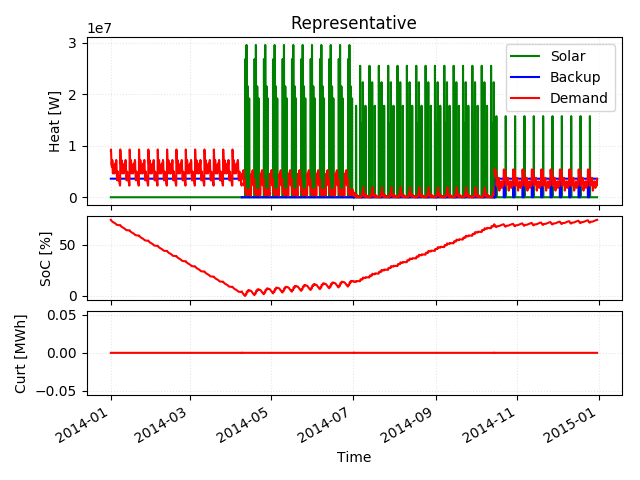 Representative
1e7
3
2
1
0
Heat [W]
Solar
Backup
Demand
50
0
SoC [%]
0.05
0.00
−0.05
Curt [MWh]
2014-01
2014-03
2014-05
2014-07
2014-09
2014-11
2015-01
Time